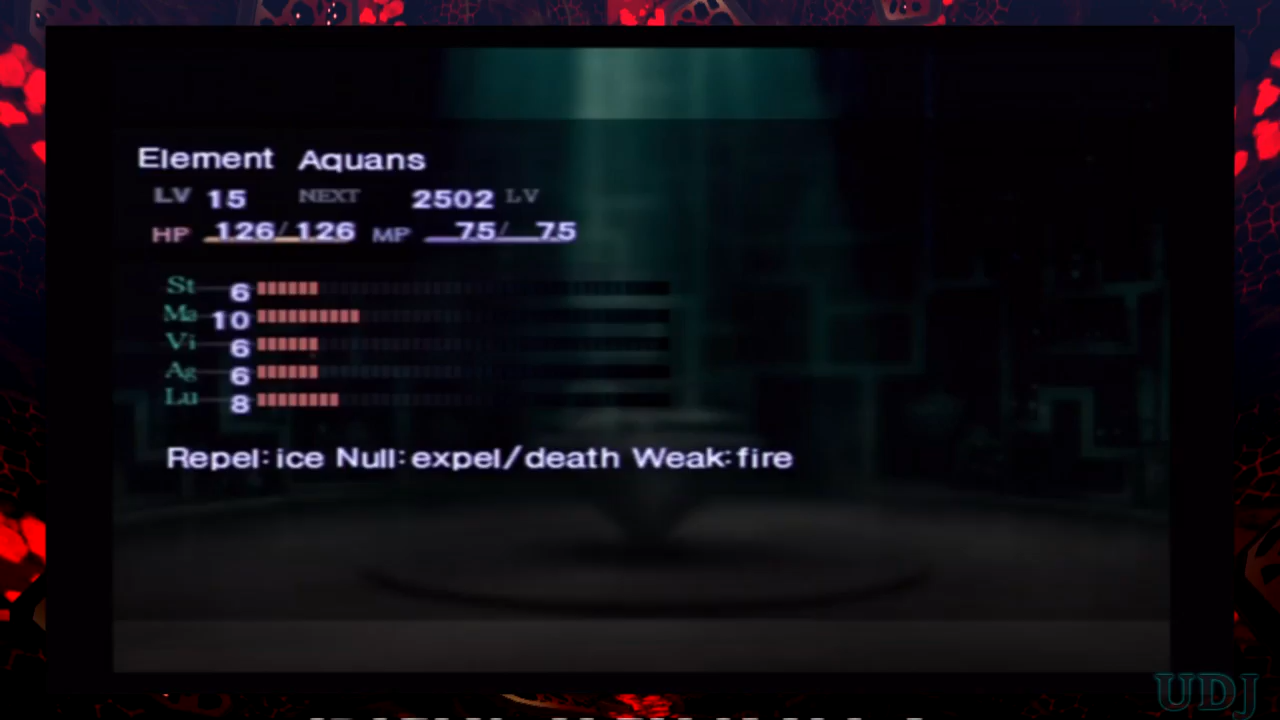 Element Aquans
LV 15 NEXT 2502 LV
HP 126/126 MP 75/75
St 6
Ma 10
Vi 6
Ag 6
Lu 8
Repel:ice Null:expel/death Weak:fire
UDJ